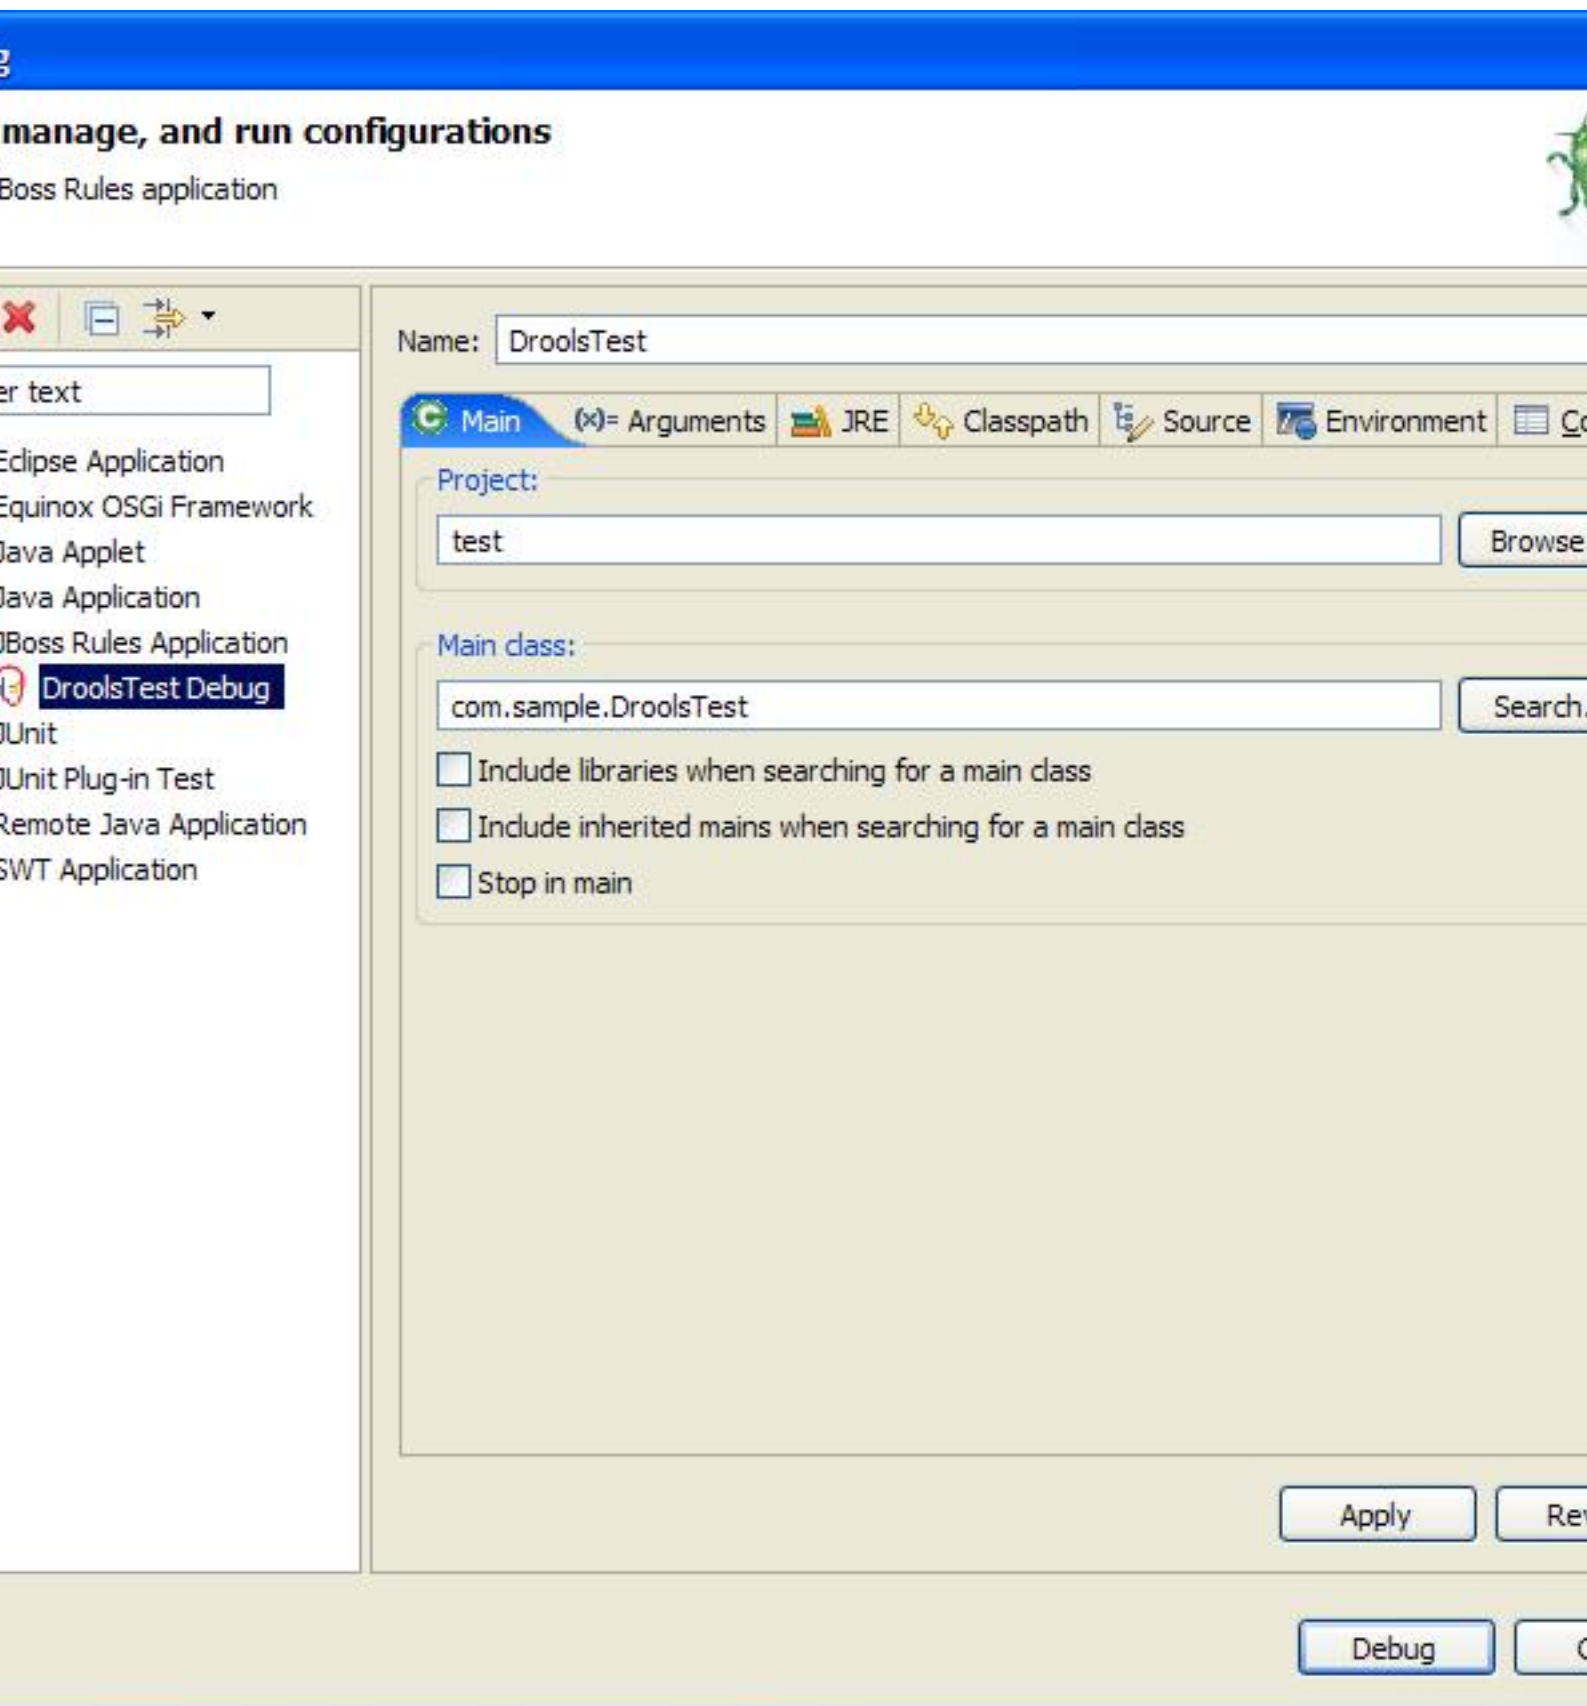 g
manage, and run configurations
Boss Rules application
Name: DroolsTest
er text
Main (x)= Arguments JRE Classpath Source Environment Co
Eclipse Application
Equinox OSGi Framework
Java Applet
Java Application
JBoss Rules Application
DroolsTest Debug
JUnit
JUnit Plug-in Test
Remote Java Application
SWT Application
Project:
test
Browse
Main class:
com.sample.DroolsTest
Search.
Include libraries when searching for a main class
Include inherited mains when searching for a main class
Stop in main
Apply
Rev
Debug